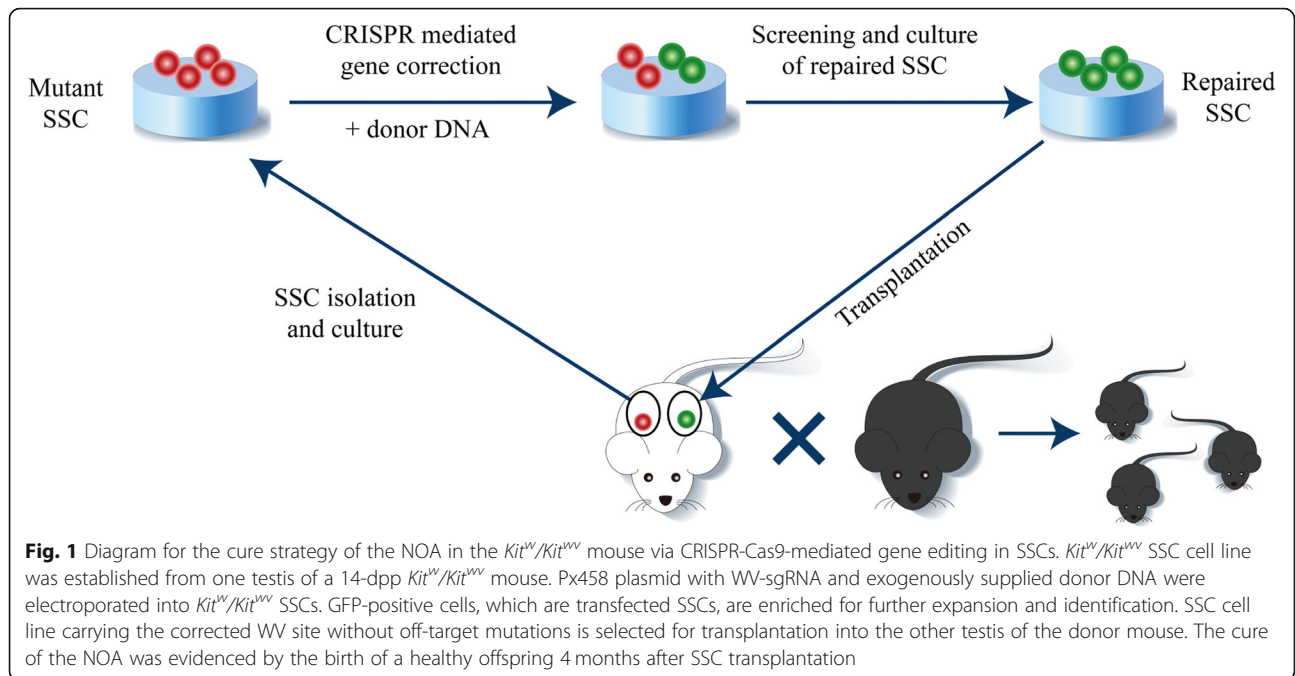 Mutant
SSC
CRISPR mediated
gene correction
+ donor DNA
Screening and culture
of repaired SSC
Repaired
SSC
SSC isolation
and culture
Transplantation
Fig. 1 Diagram for the cure strategy of the NOA in the Kitᵂ/Kitᵂⱽ mouse via CRISPR-Cas9-mediated gene editing in SSCs. Kitᵂ/Kitᵂⱽ SSC cell line
was established from one testis of a 14-dpp Kitᵂ/Kitᵂⱽ mouse. Px458 plasmid with WV-sgRNA and exogenously supplied donor DNA were
electroporated into Kitᵂ/Kitᵂⱽ SSCs. GFP-positive cells, which are transfected SSCs, are enriched for further expansion and identification. SSC cell
line carrying the corrected WV site without off-target mutations is selected for transplantation into the other testis of the donor mouse. The cure
of the NOA was evidenced by the birth of a healthy offspring 4 months after SSC transplantation